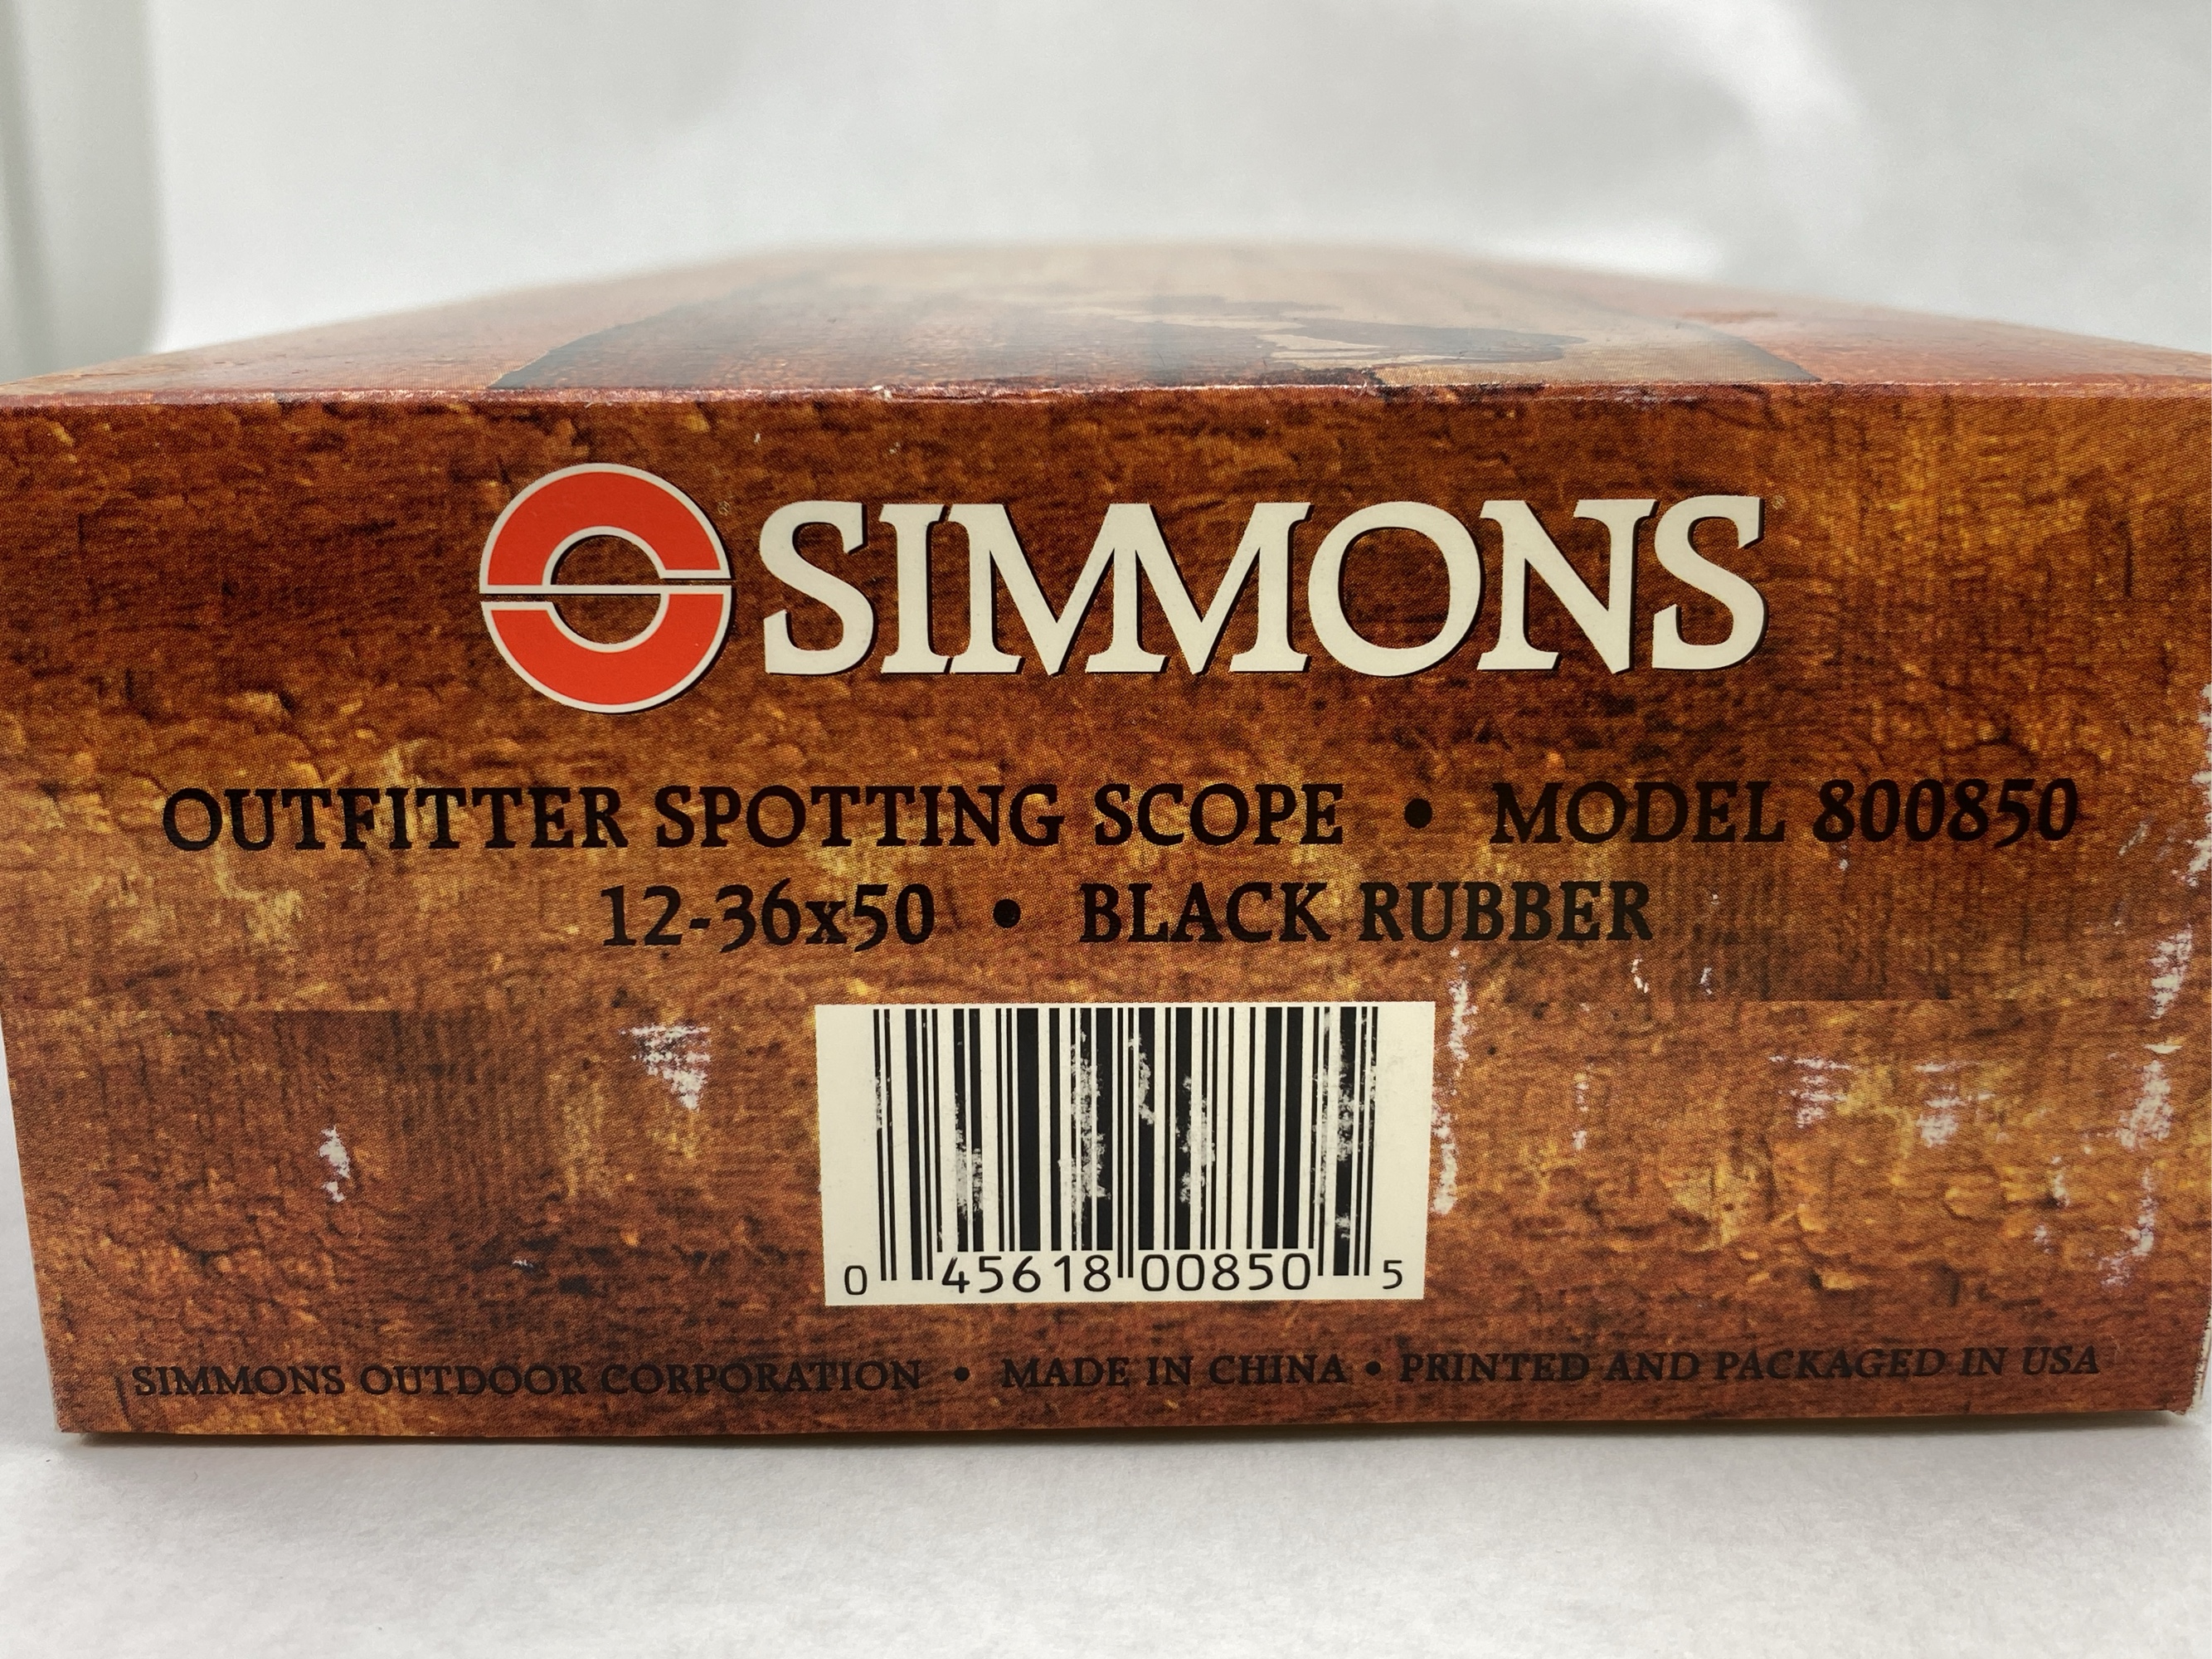 SIMMONS
OUTFITTER SPOTTING SCOPE • MODEL 800850
12-36x50 • BLACK RUBBER
0 45618 00850 5
SIMMONS OUTDOOR CORPORATION • MADE IN CHINA • PRINTED AND PACKAGED IN USA